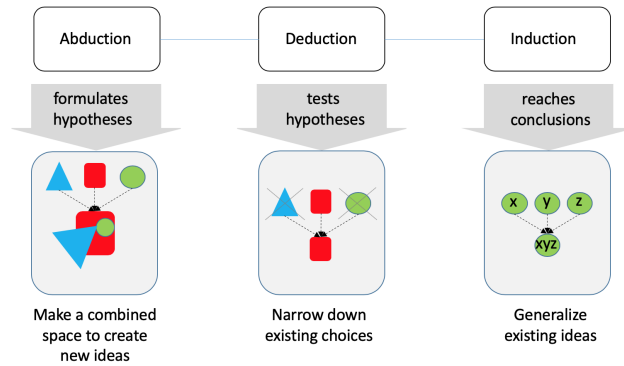 Abduction
Deduction
Induction
formulates
hypotheses
tests
hypotheses
reaches
conclusions
x
y
z
xyz
Make a combined
space to create
new ideas
Narrow down
existing choices
Generalize
existing ideas